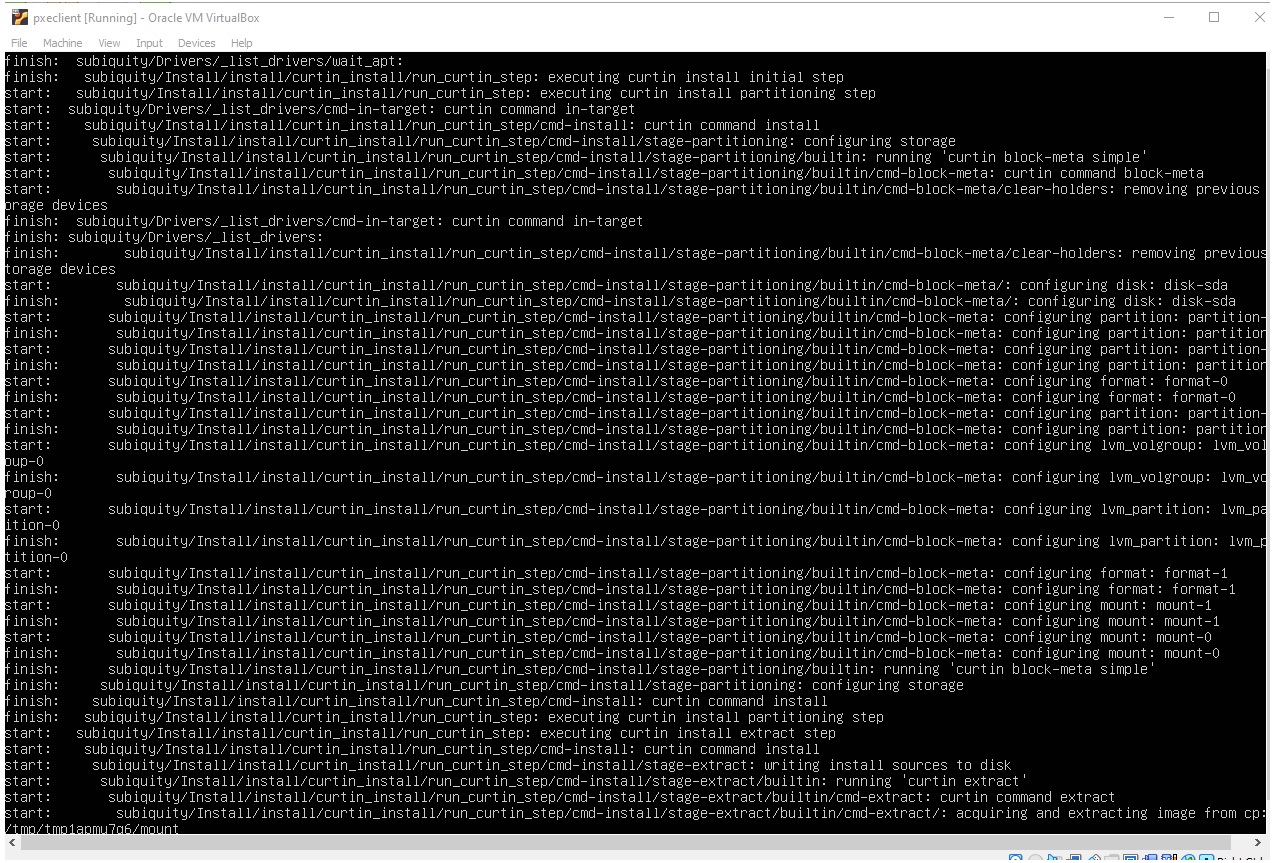 pxeclient [Running] - Oracle VM VirtualBox
File Machine View Input Devices Help
finish: subiquity/Drivers/_list_drivers/wait_apt:
finish: subiquity/Install/install/curtin_install/run_curtin_step: executing curtin install initial step
start: subiquity/Install/install/curtin_install/run_curtin_step: executing curtin install partitioning step
start: subiquity/Drivers/_list_drivers/cmd-in-target: curtin command in-target
start: subiquity/Install/install/curtin_install/run_curtin_step/cmd-install: curtin command install
start: subiquity/Install/install/curtin_install/run_curtin_step/cmd-install/stage-partitioning: configuring storage
start: subiquity/Install/install/curtin_install/run_curtin_step/cmd-install/stage-partitioning/builtin: running 'curtin block-meta simple'
start: subiquity/Install/install/curtin_install/run_curtin_step/cmd-install/stage-partitioning/builtin/cmd-block-meta: curtin command block-meta
start: subiquity/Install/install/curtin_install/run_curtin_step/cmd-install/stage-partitioning/builtin/cmd-block-meta/clear-holders: removing previous
orage devices
finish: subiquity/Drivers/_list_drivers/cmd-in-target: curtin command in-target
finish: subiquity/Drivers/_list_drivers:
finish: subiquity/Install/install/curtin_install/run_curtin_step/cmd-install/stage-partitioning/builtin/cmd-block-meta/clear-holders: removing previous
torage devices
start: subiquity/Install/install/curtin_install/run_curtin_step/cmd-install/stage-partitioning/builtin/cmd-block-meta/: configuring disk: disk-sda
finish: subiquity/Install/install/curtin_install/run_curtin_step/cmd-install/stage-partitioning/builtin/cmd-block-meta/: configuring disk: disk-sda
start: subiquity/Install/install/curtin_install/run_curtin_step/cmd-install/stage-partitioning/builtin/cmd-block-meta: configuring partition: partition-
finish: subiquity/Install/install/curtin_install/run_curtin_step/cmd-install/stage-partitioning/builtin/cmd-block-meta: configuring partition: partition
start: subiquity/Install/install/curtin_install/run_curtin_step/cmd-install/stage-partitioning/builtin/cmd-block-meta: configuring partition: partition-
finish: subiquity/Install/install/curtin_install/run_curtin_step/cmd-install/stage-partitioning/builtin/cmd-block-meta: configuring partition: partition
start: subiquity/Install/install/curtin_install/run_curtin_step/cmd-install/stage-partitioning/builtin/cmd-block-meta: configuring format: format-0
finish: subiquity/Install/install/curtin_install/run_curtin_step/cmd-install/stage-partitioning/builtin/cmd-block-meta: configuring format: format-0
start: subiquity/Install/install/curtin_install/run_curtin_step/cmd-install/stage-partitioning/builtin/cmd-block-meta: configuring partition: partition-
finish: subiquity/Install/install/curtin_install/run_curtin_step/cmd-install/stage-partitioning/builtin/cmd-block-meta: configuring partition: partition
start: subiquity/Install/install/curtin_install/run_curtin_step/cmd-install/stage-partitioning/builtin/cmd-block-meta: configuring lvm_volgroup: lvm_vol
oup-0
finish: subiquity/Install/install/curtin_install/run_curtin_step/cmd-install/stage-partitioning/builtin/cmd-block-meta: configuring lvm_volgroup: lvm_vo
roup-0
start: subiquity/Install/install/curtin_install/run_curtin_step/cmd-install/stage-partitioning/builtin/cmd-block-meta: configuring lvm_partition: lvm_pa
ition-0
finish: subiquity/Install/install/curtin_install/run_curtin_step/cmd-install/stage-partitioning/builtin/cmd-block-meta: configuring lvm_partition: lvm_p
tition-0
start: subiquity/Install/install/curtin_install/run_curtin_step/cmd-install/stage-partitioning/builtin/cmd-block-meta: configuring format: format-1
finish: subiquity/Install/install/curtin_install/run_curtin_step/cmd-install/stage-partitioning/builtin/cmd-block-meta: configuring format: format-1
start: subiquity/Install/install/curtin_install/run_curtin_step/cmd-install/stage-partitioning/builtin/cmd-block-meta: configuring mount: mount-1
finish: subiquity/Install/install/curtin_install/run_curtin_step/cmd-install/stage-partitioning/builtin/cmd-block-meta: configuring mount: mount-1
start: subiquity/Install/install/curtin_install/run_curtin_step/cmd-install/stage-partitioning/builtin/cmd-block-meta: configuring mount: mount-0
finish: subiquity/Install/install/curtin_install/run_curtin_step/cmd-install/stage-partitioning/builtin/cmd-block-meta: configuring mount: mount-0
finish: subiquity/Install/install/curtin_install/run_curtin_step/cmd-install/stage-partitioning/builtin: running 'curtin block-meta simple'
finish: subiquity/Install/install/curtin_install/run_curtin_step/cmd-install/stage-partitioning: configuring storage
finish: subiquity/Install/install/curtin_install/run_curtin_step/cmd-install: curtin command install
finish: subiquity/Install/install/curtin_install/run_curtin_step: executing curtin install partitioning step
start: subiquity/Install/install/curtin_install/run_curtin_step: executing curtin install extract step
start: subiquity/Install/install/curtin_install/run_curtin_step/cmd-install: curtin command install
start: subiquity/Install/install/curtin_install/run_curtin_step/cmd-install/stage-extract: writing install sources to disk
start: subiquity/Install/install/curtin_install/run_curtin_step/cmd-install/stage-extract/builtin: running 'curtin extract'
start: subiquity/Install/install/curtin_install/run_curtin_step/cmd-install/stage-extract/builtin/cmd-extract: curtin command extract
start: subiquity/Install/install/curtin_install/run_curtin_step/cmd-install/stage-extract/builtin/cmd-extract/: acquiring and extracting image from cp:
/tmp/tmp1apmu7q6/mount